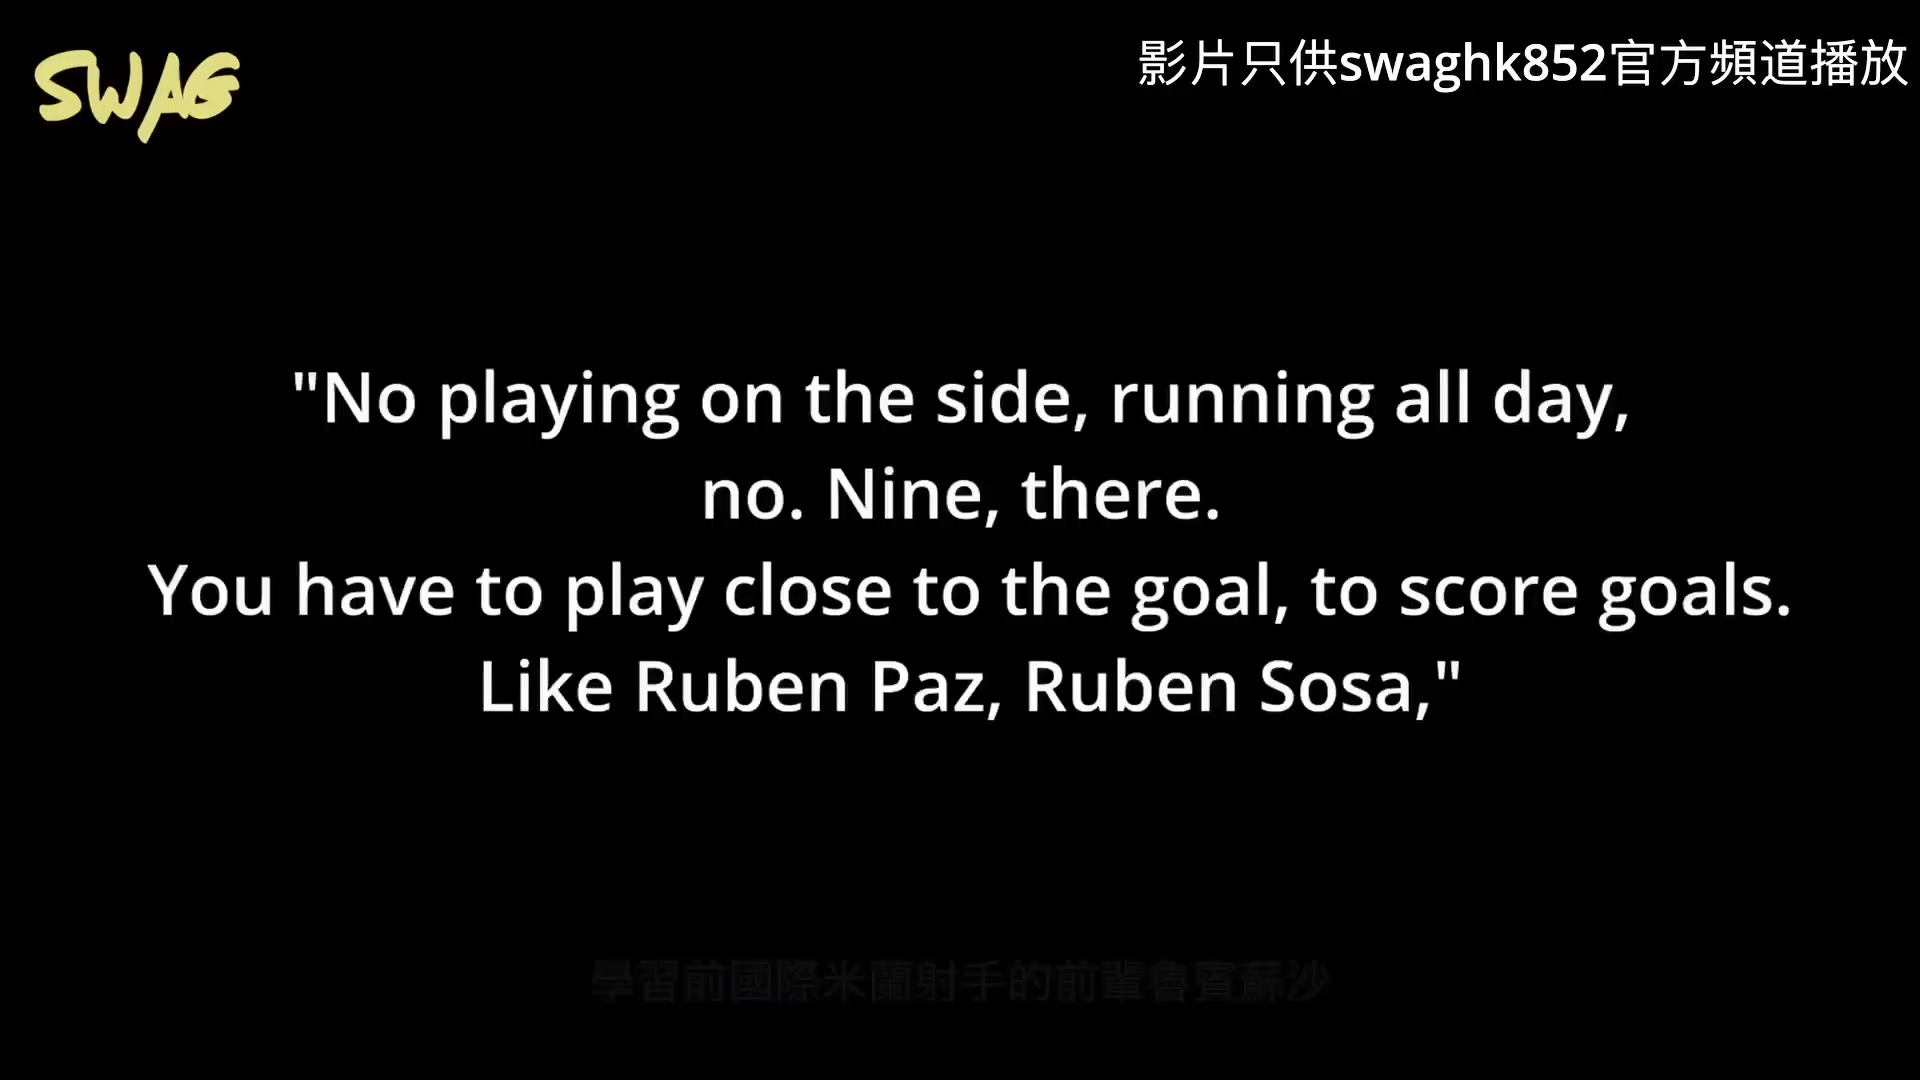 SWAG
影片只供swaghk852官方頻道播放
"No playing on the side, running all day,
no. Nine, there.
You have to play close to the goal, to score goals.
Like Ruben Paz, Ruben Sosa,"
學習前國際米蘭射手的前輩魯賓蘇沙